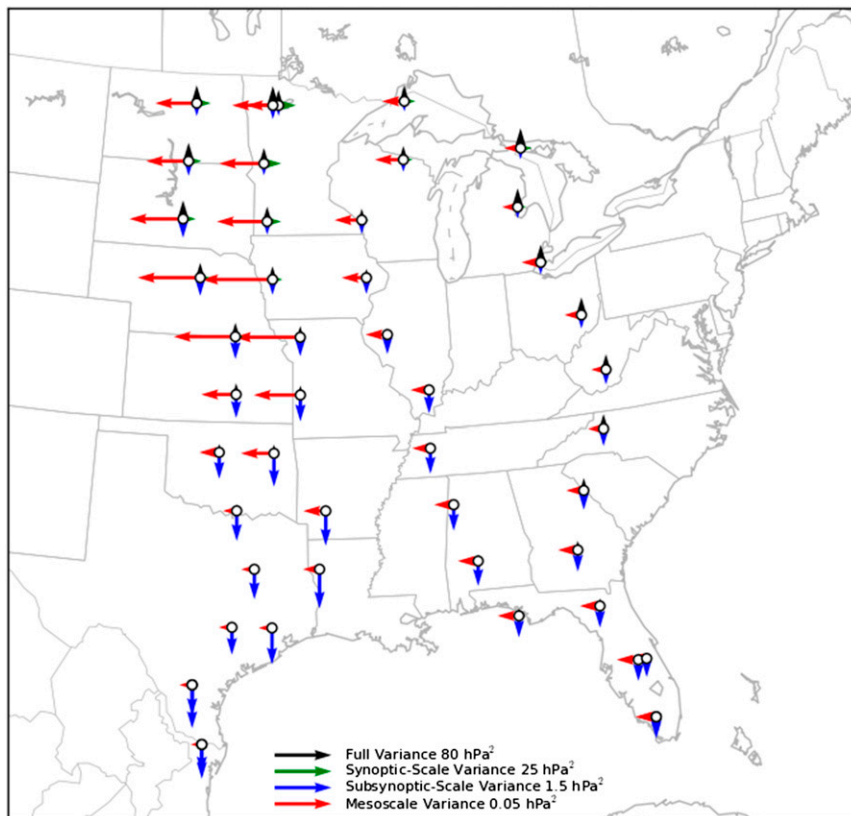 Full Variance 80 hPa²
Synoptic-Scale Variance 25 hPa²
Subsynoptic-Scale Variance 1.5 hPa²
Mesoscale Variance 0.05 hPa²